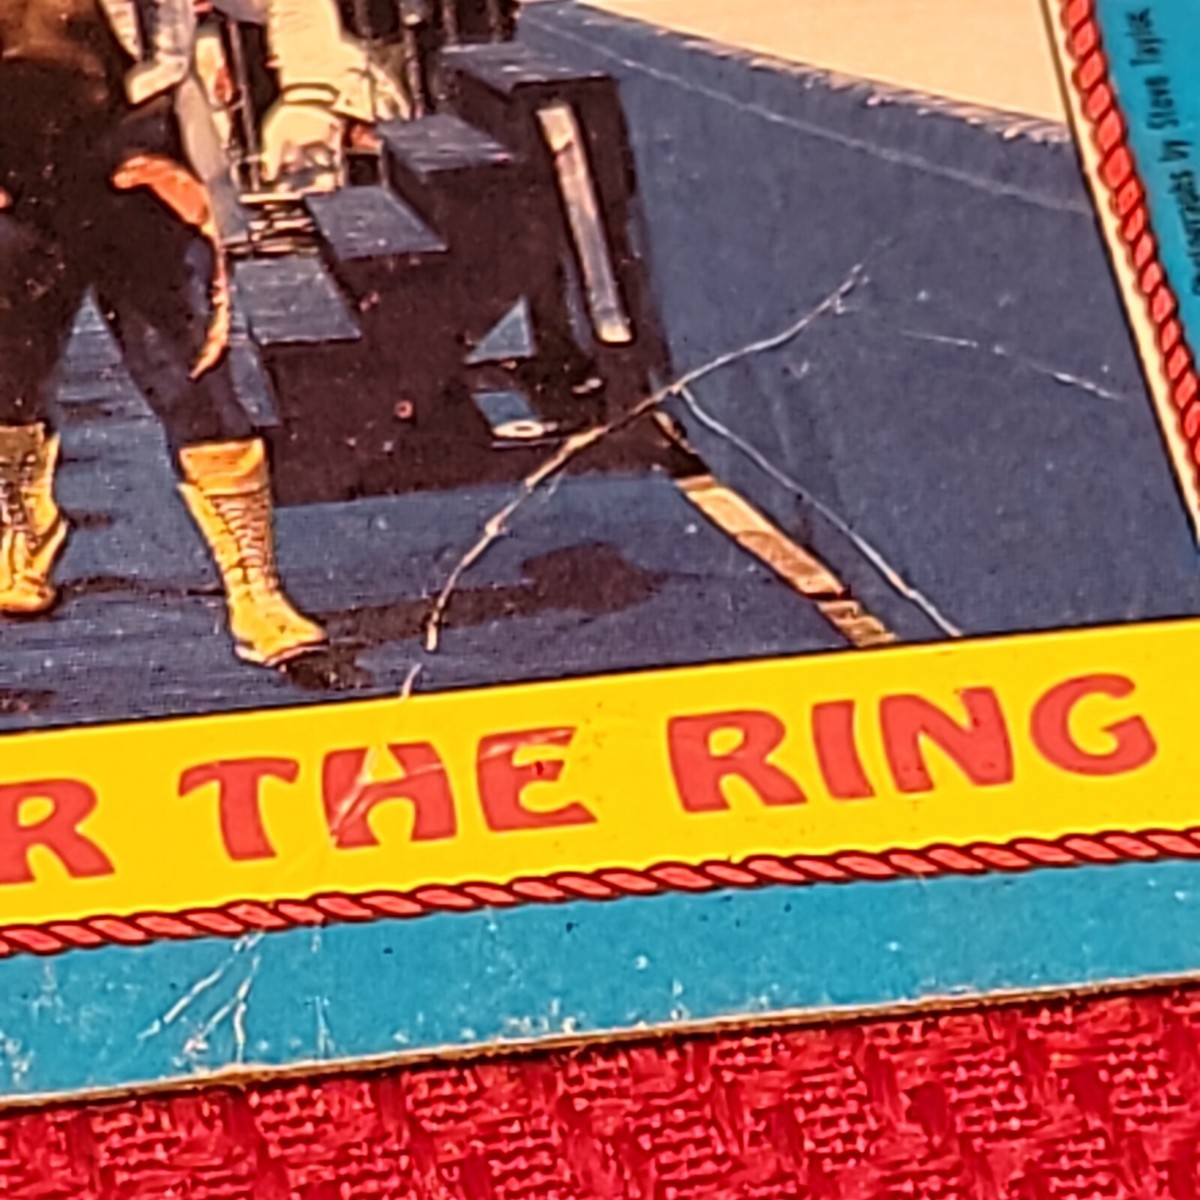 R THE RING
Photographs by Steve Taylor